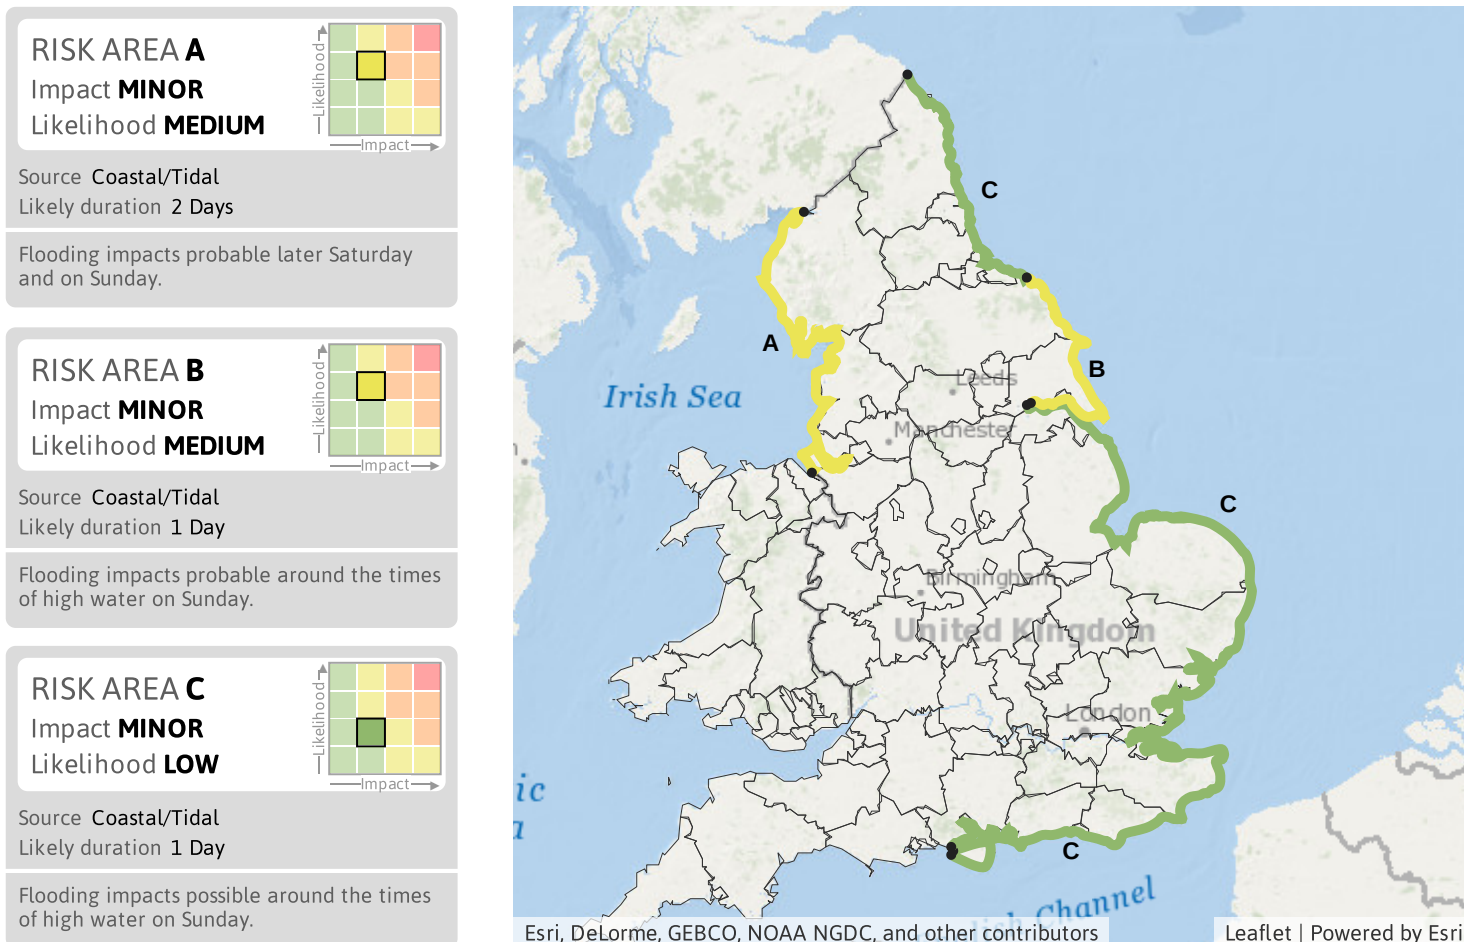 RISK AREA A
Impact MINOR
Likelihood MEDIUM
Likelihood
Impact
Source Coastal/Tidal
Likely duration 2 Days
Flooding impacts probable later Saturday
and on Sunday.
RISK AREA B
Impact MINOR
Likelihood MEDIUM
Likelihood
Impact
Source Coastal/Tidal
Likely duration 1 Day
Flooding impacts probable around the times
of high water on Sunday.
RISK AREA C
Impact MINOR
Likelihood LOW
Likelihood
Impact
Source Coastal/Tidal
Likely duration 1 Day
Flooding impacts possible around the times
of high water on Sunday.
C
A
B
Leeds
Irish Sea
Manchester
C
Birmingham
United Kingdom
London
ic
a
C
Channel
Esri, DeLorme, GEBCO, NOAA NGDC, and other contributors
Leaflet | Powered by Esri